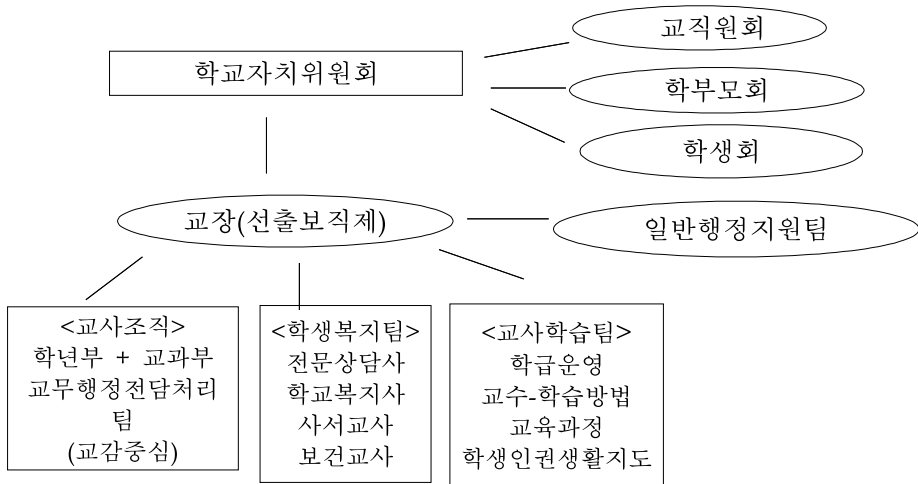 교직원회
학교자치위원회
학부모회
학생회
교장(선출보직제)
일반행정지원팀
<교사조직>
학년부 + 교과부
교무행정전담처리
팀
(교감중심)
<학생복지팀>
전문상담사
학교복지사
사서교사
보건교사
<교사학습팀>
학급운영
교수-학습방법
교육과정
학생인권생활지도